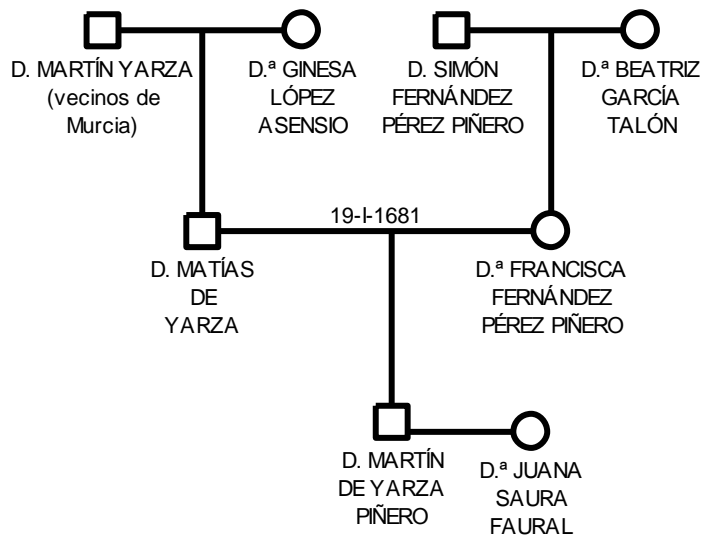 D. MARTÍN YARZA
(vecinos de
Murcia)
D.ª GINESA
LÓPEZ
ASENSIO
D. SIMÓN
FERNÁNDEZ
PÉREZ PIÑERO
D.ª BEATRIZ
GARCÍA
TALÓN
19-I-1681
D. MATÍAS
DE
YARZA
D.ª FRANCISCA
FERNÁNDEZ
PÉREZ PIÑERO
D. MARTÍN
DE YARZA
PIÑERO
D.ª JUANA
SAURA
FAURAL